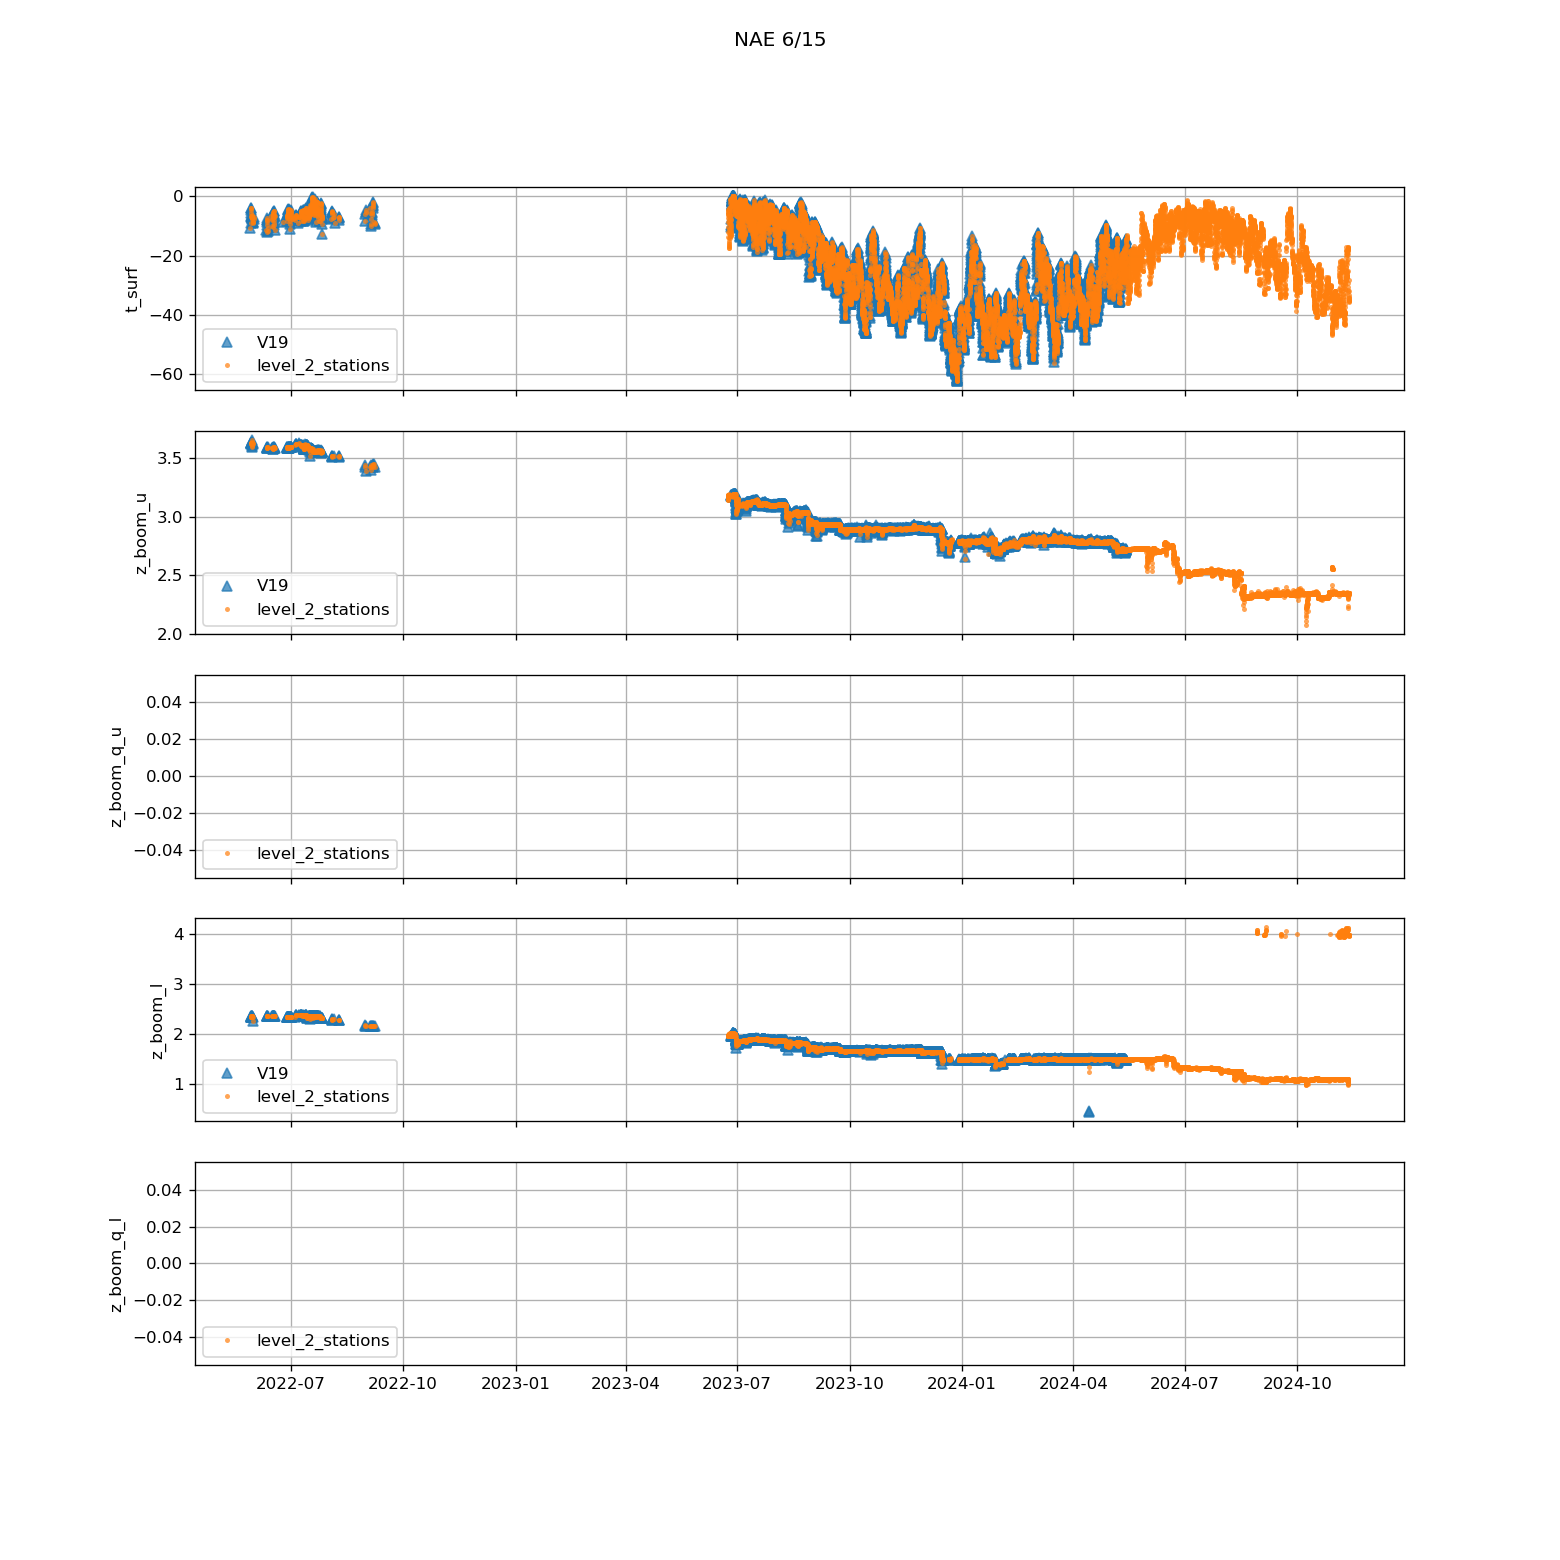 NAE 6/15
t_surf
0
−20
−40
−60
V19
level_2_stations
z_boom_u
3.5
3.0
2.5
2.0
V19
level_2_stations
z_boom_q_u
0.04
0.02
0.00
−0.02
−0.04
level_2_stations
z_boom_l
4
3
2
1
V19
level_2_stations
z_boom_q_l
0.04
0.02
0.00
−0.02
−0.04
level_2_stations
2022-07 2022-10 2023-01 2023-04 2023-07 2023-10 2024-01 2024-04 2024-07 2024-10